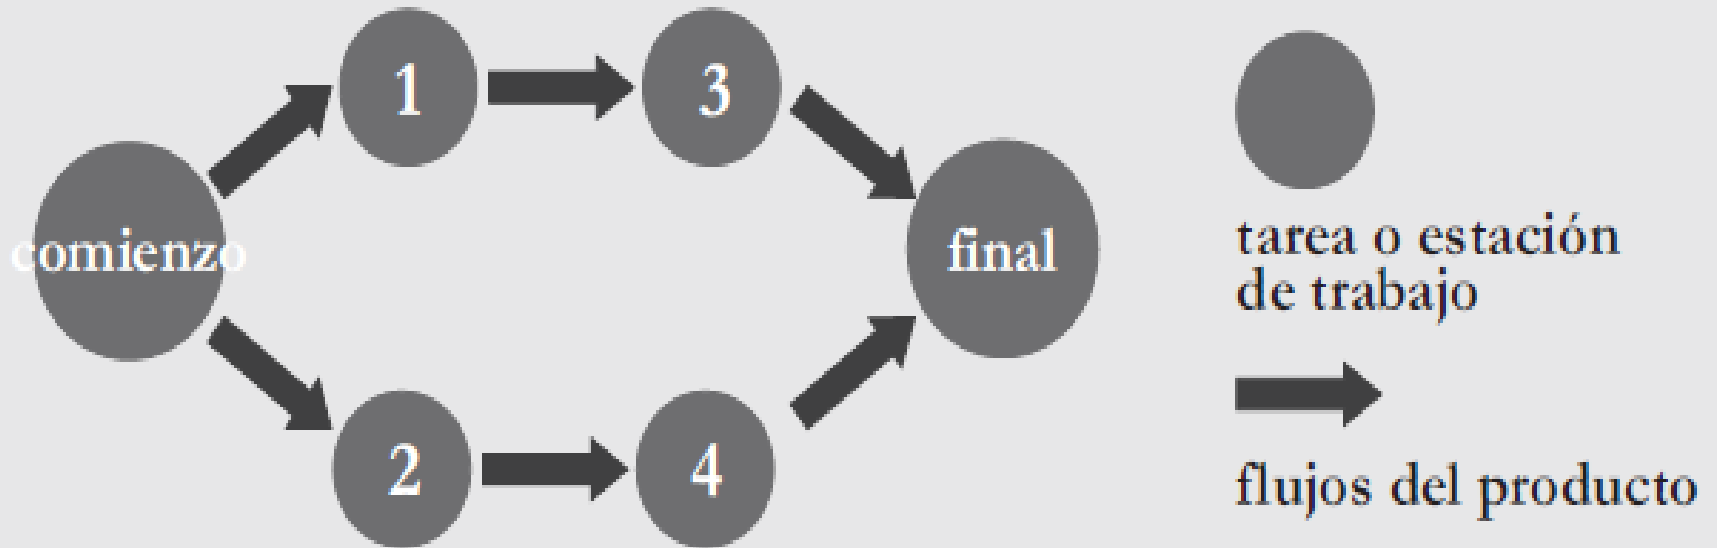 1
3
comienzo
final
2
4
tarea o estación
de trabajo
flujos del producto